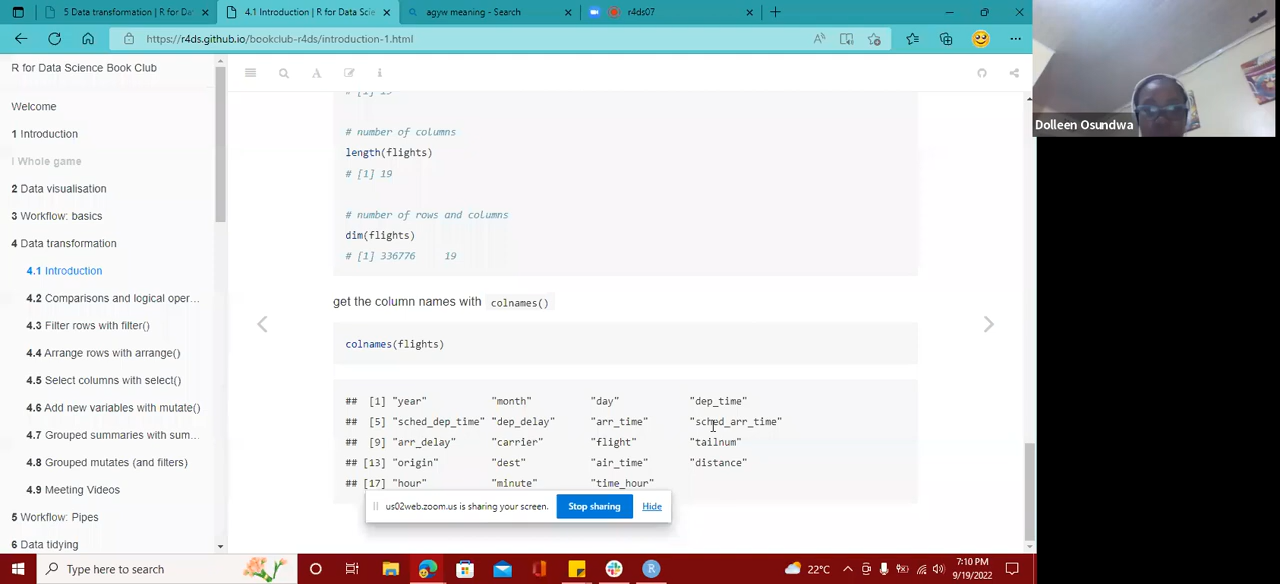 5 Data transformation | R for Dat
4.1 Introduction | R for Data Scie
agyw meaning - Search
r4ds07
https://r4ds.github.io/bookclub-r4ds/introduction-1.html
R for Data Science Book Club
Welcome
1 Introduction
I Whole game
2 Data visualisation
3 Workflow: basics
4 Data transformation
4.1 Introduction
4.2 Comparisons and logical oper...
4.3 Filter rows with filter()
4.4 Arrange rows with arrange()
4.5 Select columns with select()
4.6 Add new variables with mutate()
4.7 Grouped summaries with sum...
4.8 Grouped mutates (and filters)
4.9 Meeting Videos
5 Workflow: Pipes
6 Data tidying
# [1] 19
# number of columns
length(flights)
# [1] 19
# number of rows and columns
dim(flights)
# [1] 336776 19
get the column names with colnames()
colnames(flights)
## [1] "year" "month" "day" "dep_time"
## [5] "sched_dep_time" "dep_delay" "arr_time" "sched_arr_time"
## [9] "arr_delay" "carrier" "flight" "tailnum"
## [13] "origin" "dest" "air_time" "distance"
## [17] "hour" "minute" "time_hour"
us02web.zoom.us is sharing your screen.
Stop sharing
Hide
Dolleen Osundwa
Type here to search
22°C
7:10 PM
9/19/2022